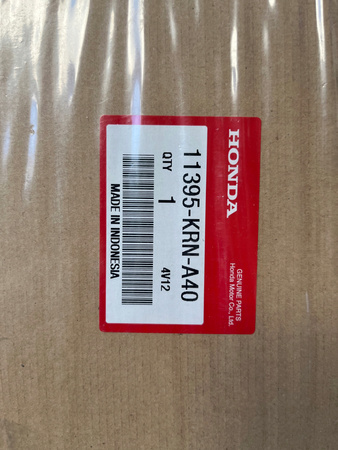 HONDA
GENUINE PARTS
Honda Motor Co., Ltd.
11395-KRN-A40
QTY 1 4V12
MADE IN INDONESIA